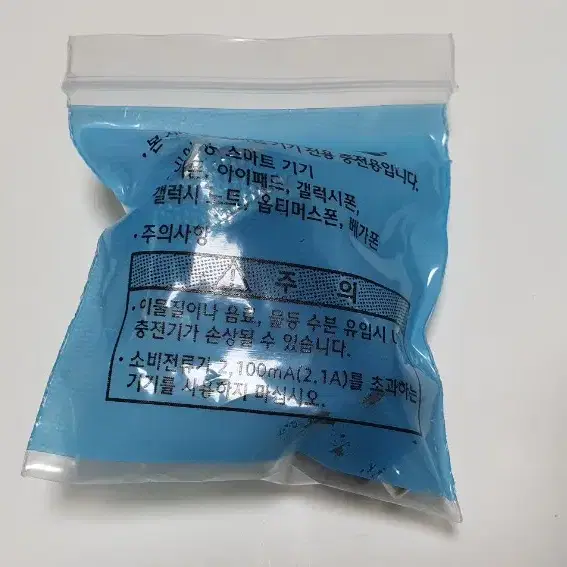 기기 전용 충전용입니다.
스마트 기기
아이패드, 갤럭시폰,
갤럭시 노트, 옵티머스폰, 베가폰
·주의사항
주 의
·이물질이나 음료, 물등 수분 유입시
충전기가 손상될 수 있습니다.
·소비전류가 2,100mA(2.1A)를 초과하는
기기를 사용하지 마십시오.